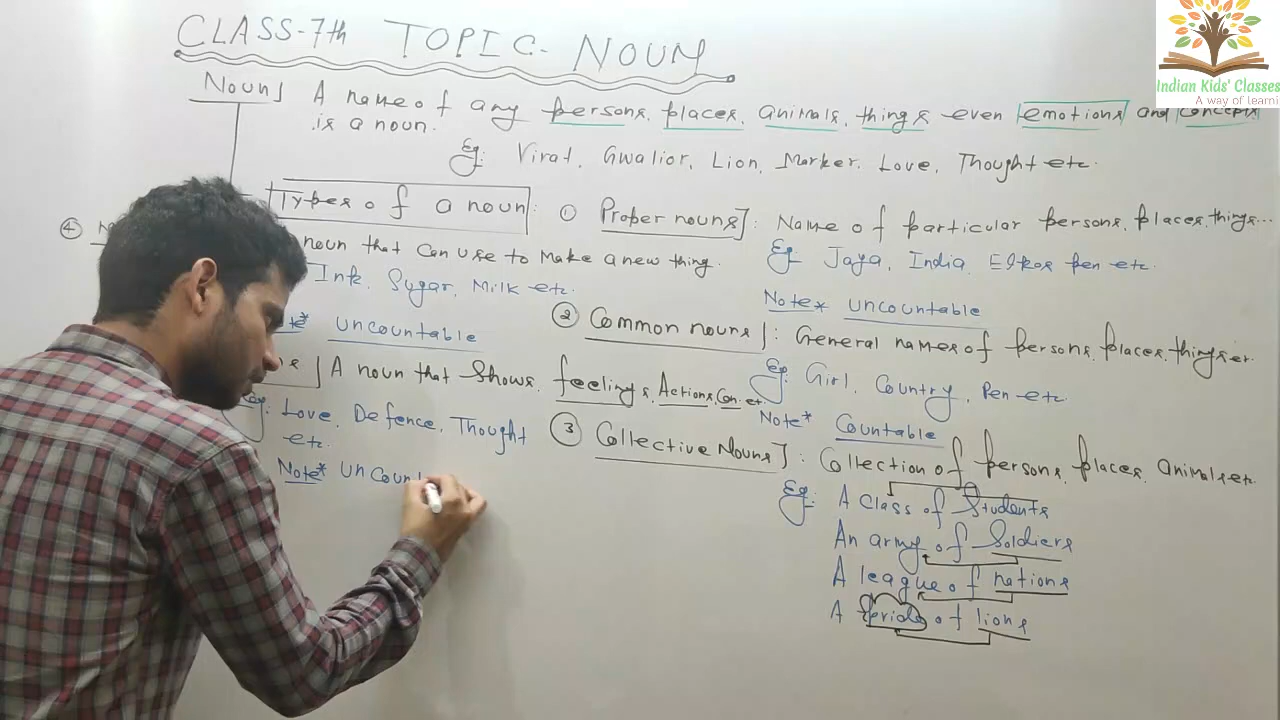 CLASS-7th TOPIC- NOUN
Indian Kids' Classes
A way of learni
Nouns] A name of any persons, places, animals, things even emotions and concepts
is a noun.
Eg: Virat, Gwalior, Lion, Marker, Love, Thought etc.
Types of a noun: ① Proper nouns]: Name of particular persons, places, things...
Eg. Jaya, India, Elkos pen etc.
Note* uncountable
② Common nouns]: General names of persons, places, things etc.
Eg: Girl, Country, Pen etc.
Note* Countable
③ Collective Nouns]: Collection of persons, places, animals etc
Eg: A Class of Students
An army of Soldiers
A league of nations
A pride of lions
④
noun that can use to make a new thing.
Ink, Sugar, Milk etc.
uncountable
A noun that shows, feelings, Actions, Con. etc
Eg: Love, Defence, Thought
etc.
Note* Uncount